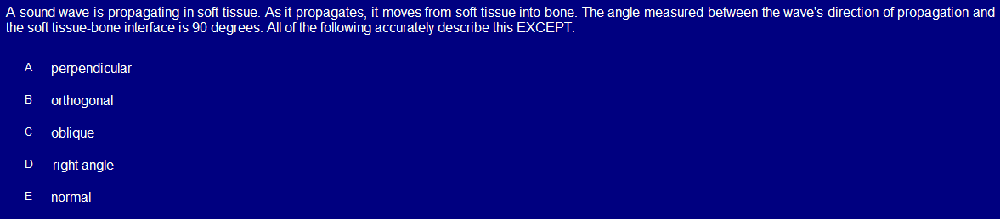 A sound wave is propagating in soft tissue. As it propagates, it moves from soft tissue into bone. The angle measured between the wave's direction of propagation and
the soft tissue-bone interface is 90 degrees. All of the following accurately describe this EXCEPT:
A perpendicular
B orthogonal
C oblique
D right angle
E normal